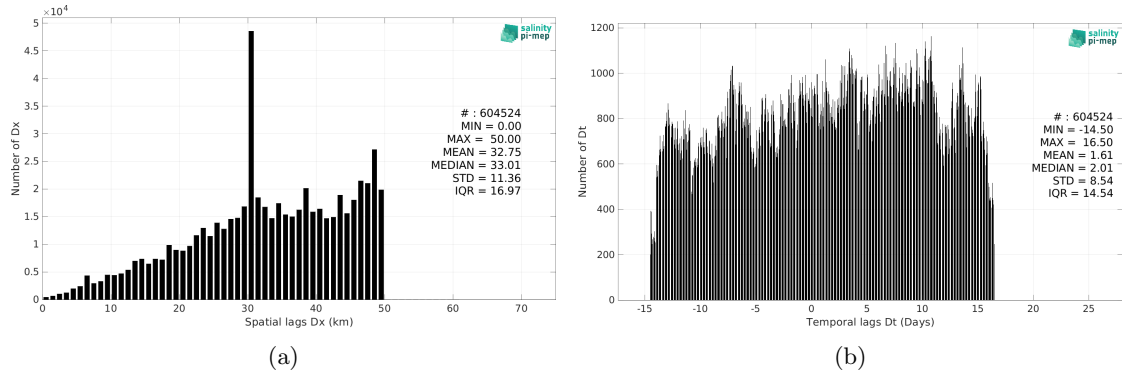 ×10⁴
5
4.5
4
3.5
3
2.5
2
1.5
1
0.5
0
Number of Dx
0 10 20 30 40 50 60 70
Spatial lags Dx (km)
salinity
pi-mep
# : 604524
MIN = 0.00
MAX = 50.00
MEAN = 32.75
MEDIAN = 33.01
STD = 11.36
IQR = 16.97
(a)
1200
1000
800
600
400
200
0
Number of Dt
-15 -10 -5 0 5 10 15 20 25
Temporal lags Dt (Days)
salinity
pi-mep
# : 604524
MIN = -14.50
MAX = 16.50
MEAN = 1.61
MEDIAN = 2.01
STD = 8.54
IQR = 14.54
(b)